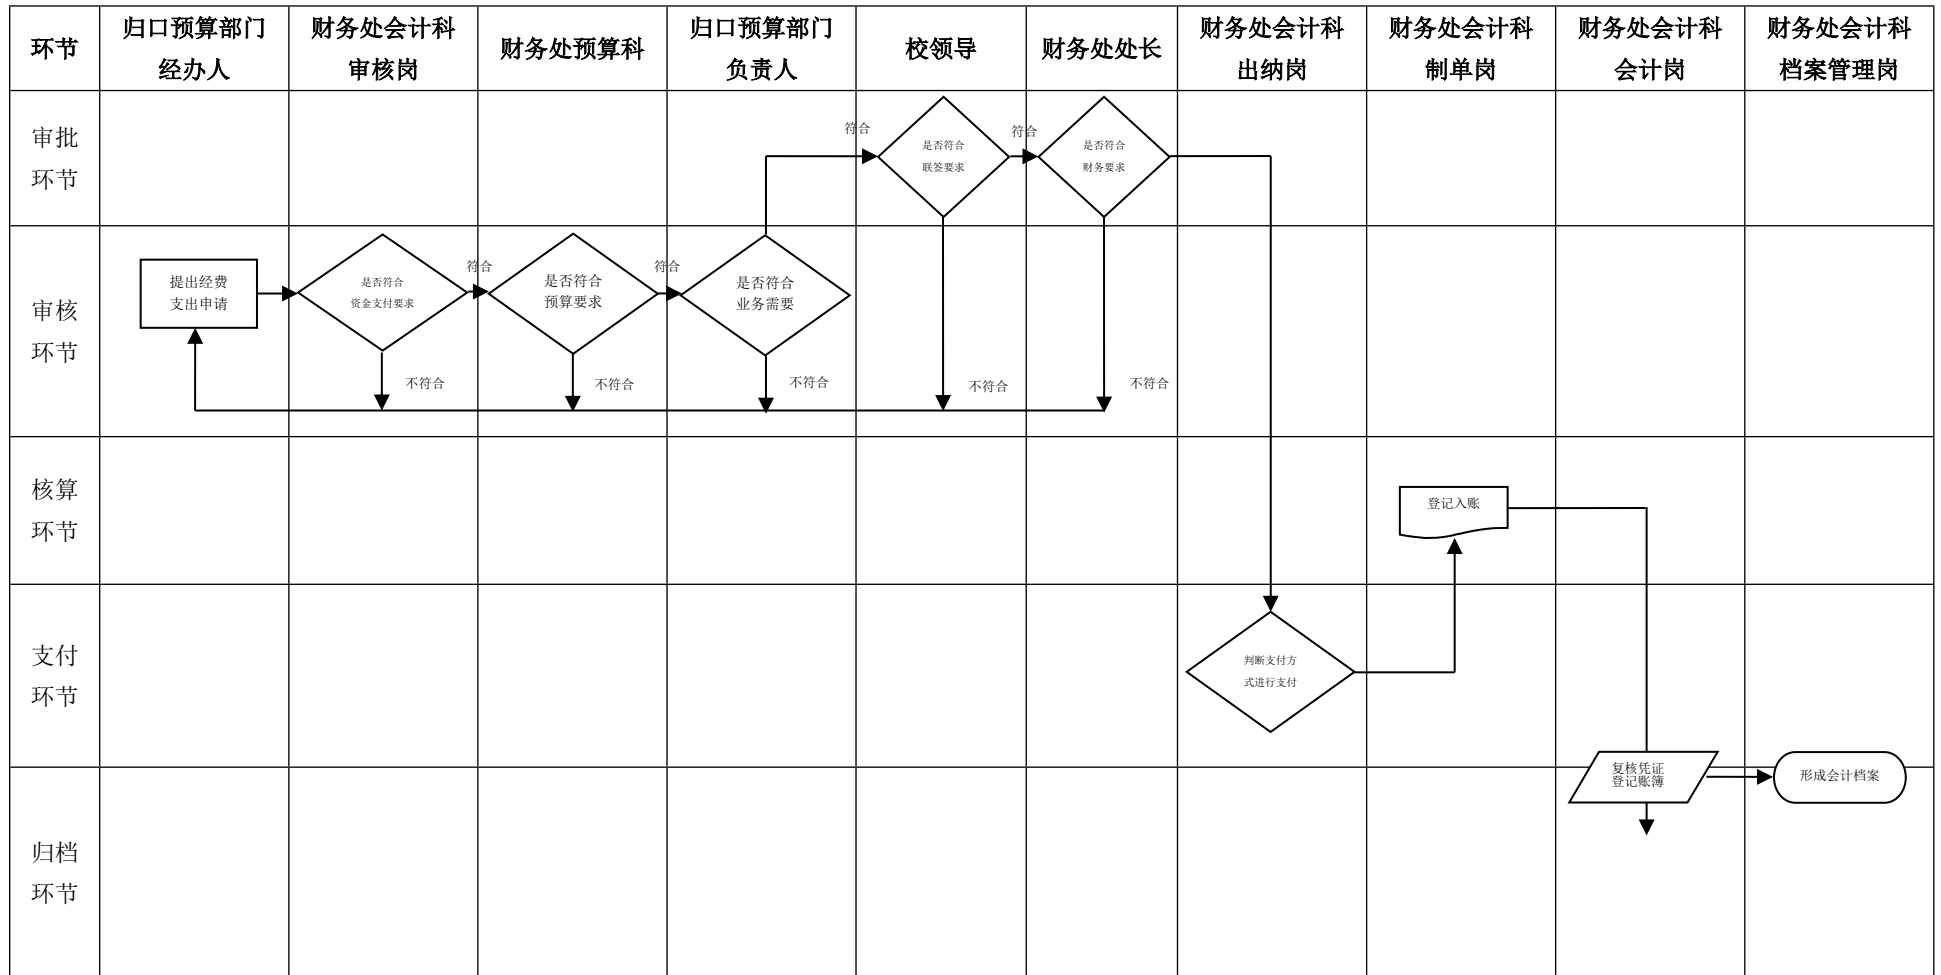 环节
归口预算部门
经办人
财务处会计科
审核岗
财务处预算科
归口预算部门
负责人
校领导
财务处处长
财务处会计科
出纳岗
财务处会计科
制单岗
财务处会计科
会计岗
财务处会计科
档案管理岗
审批
环节
符合
是否符合
联签要求
符合
是否符合
财务要求
审核
环节
提出经费
支出申请
是否符合
资金支付要求
符合
是否符合
预算要求
符合
是否符合
业务需要
不符合
不符合
不符合
不符合
不符合
核算
环节
登记入账
支付
环节
判断支付方
式进行支付
复核凭证
登记账簿
形成会计档案
归档
环节